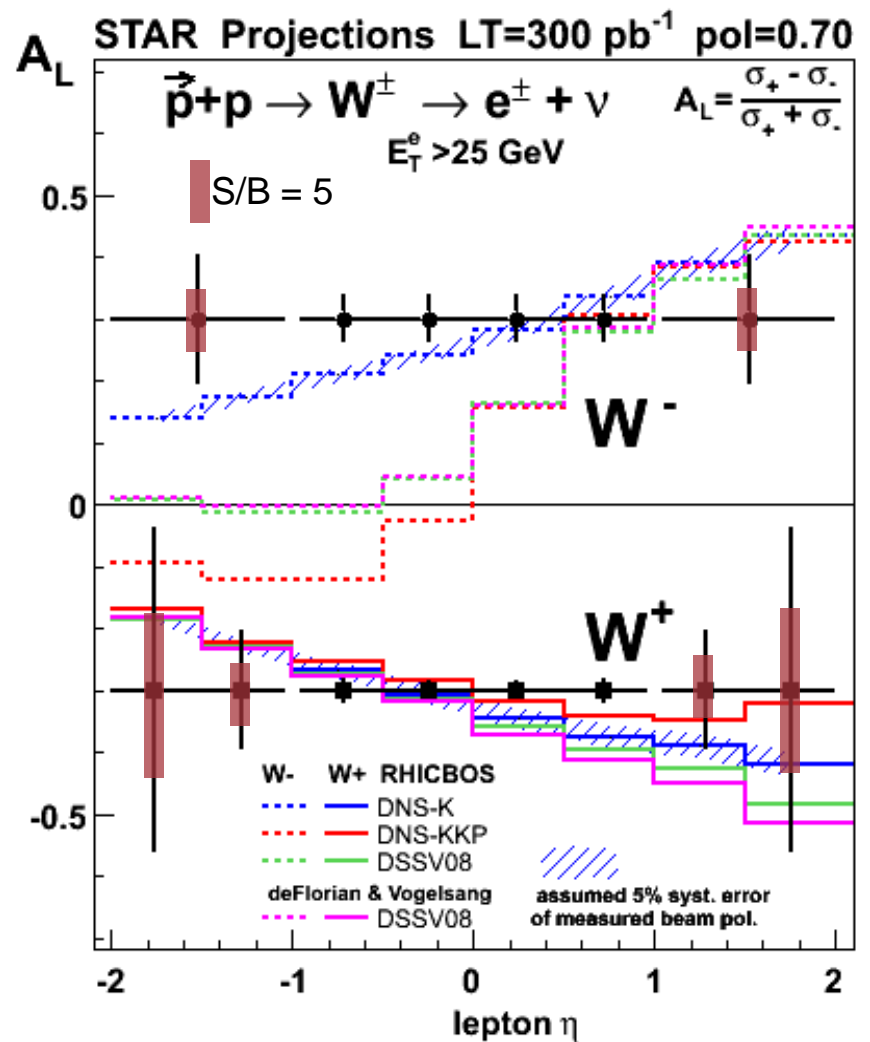 STAR Projections LT=300 pb⁻¹ pol=0.70
A_L
p⃗+p → W^± → e^± + ν
A_L = (σ₊ - σ₋) / (σ₊ + σ₋)
E_T^e >25 GeV
S/B = 5
0.5
W⁻
0
W⁺
-0.5
W- W+ RHICBOS
DNS-K
DNS-KKP
DSSV08
deFlorian & Vogelsang
DSSV08
assumed 5% syst. error
of measured beam pol.
-2 -1 0 1 2
lepton η